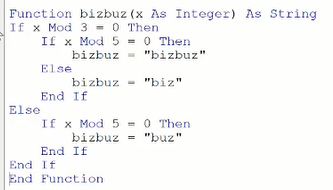 Function bizbuz(x As Integer) As String
If x Mod 3 = 0 Then
    If x Mod 5 = 0 Then
        bizbuz = "bizbuz"
    Else
        bizbuz = "biz"
    End If
Else
    If x Mod 5 = 0 Then
        bizbuz = "buz"
    End If
End If
End Function